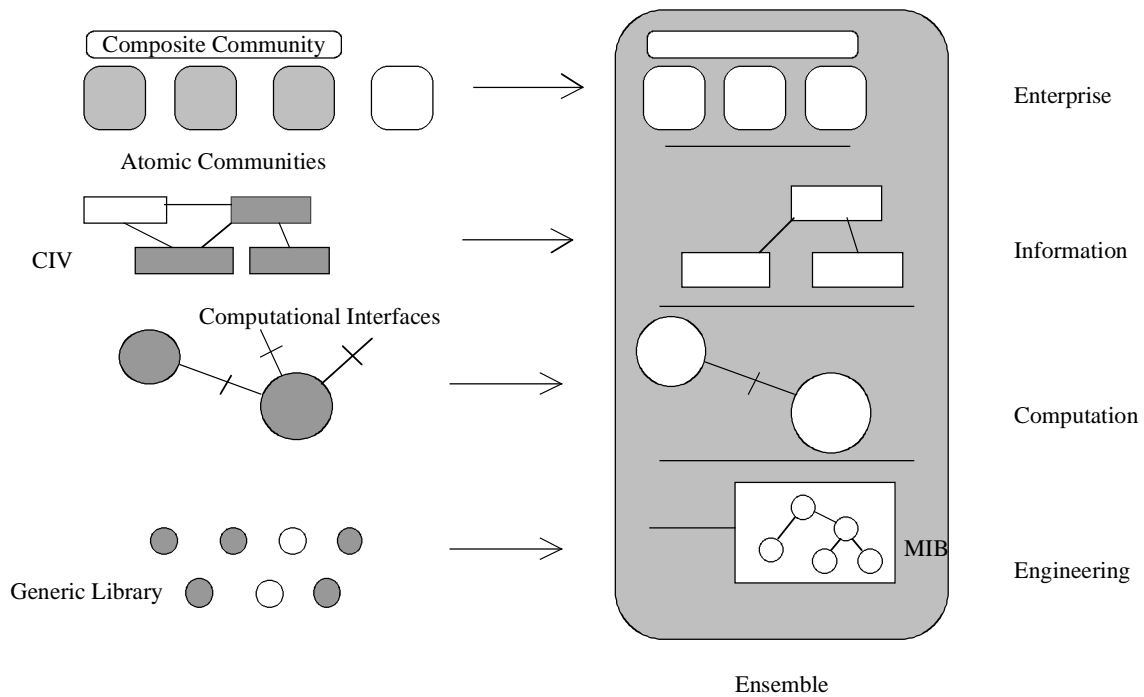 Composite Community
Enterprise
Atomic Communities
CIV
Information
Computational Interfaces
Computation
MIB
Generic Library
Engineering
Ensemble